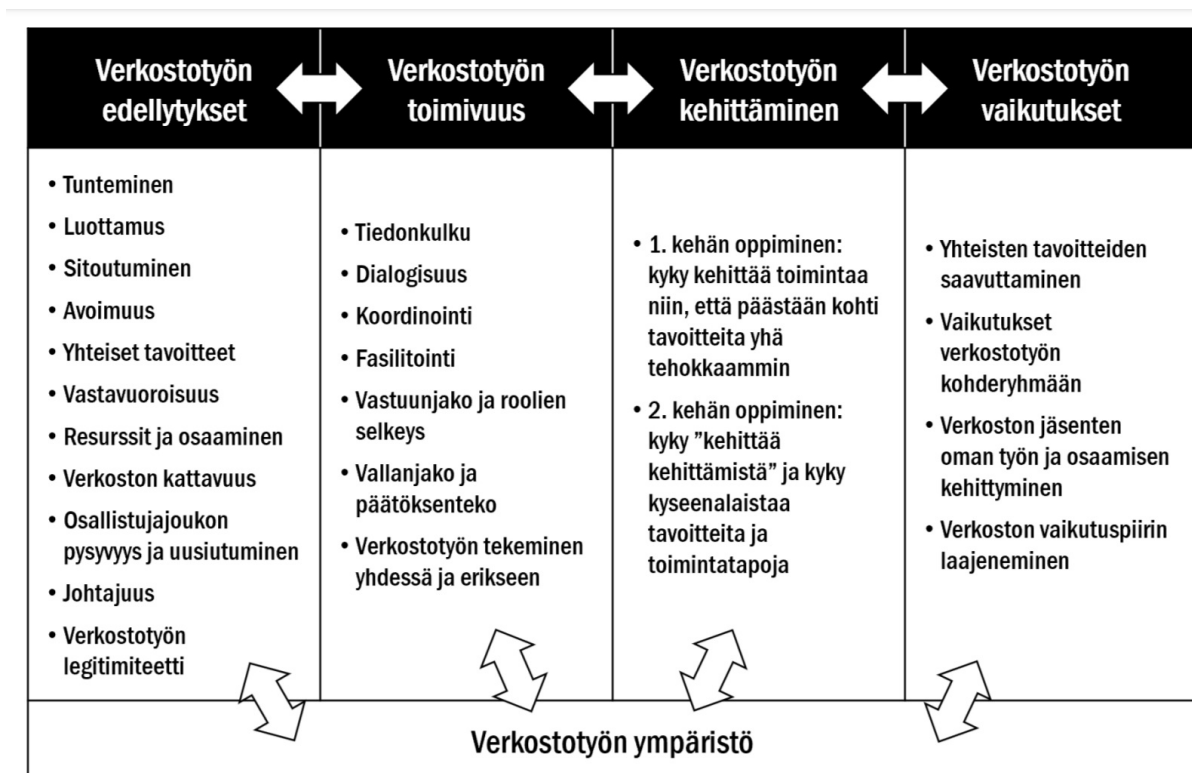 Verkostotyön
edellytykset
Verkostotyön
toimivuus
Verkostotyön
kehittäminen
Verkostotyön
vaikutukset
• Tunteminen
• Luottamus
• Sitoutuminen
• Avoimuus
• Yhteiset tavoitteet
• Vastavuoroisuus
• Resurssit ja osaaminen
• Verkoston kattavuus
• Osallistujajoukon
pysyvyys ja uusiutuminen
• Johtajuus
• Verkostotyön
legitimiteetti
• Tiedonkulku
• Dialogisuus
• Koordinointi
• Fasilitointi
• Vastuunjako ja roolien
selkeys
• Vallanjako ja
päätöksenteko
• Verkostotyön tekeminen
yhdessä ja erikseen
• 1. kehän oppiminen:
kyky kehittää toimintaa
niin, että päästään kohti
tavoitteita yhä
tehokkaammin
• 2. kehän oppiminen:
kyky ”kehittää
kehittämistä” ja kyky
kyseenalaistaa
tavoitteita ja
toimintatapoja
• Yhteisten tavoitteiden
saavuttaminen
• Vaikutukset
verkostotyön
kohderyhmään
• Verkoston jäsenten
oman työn ja osaamisen
kehittyminen
• Verkoston vaikutuspiirin
laajeneminen
Verkostotyön ympäristö